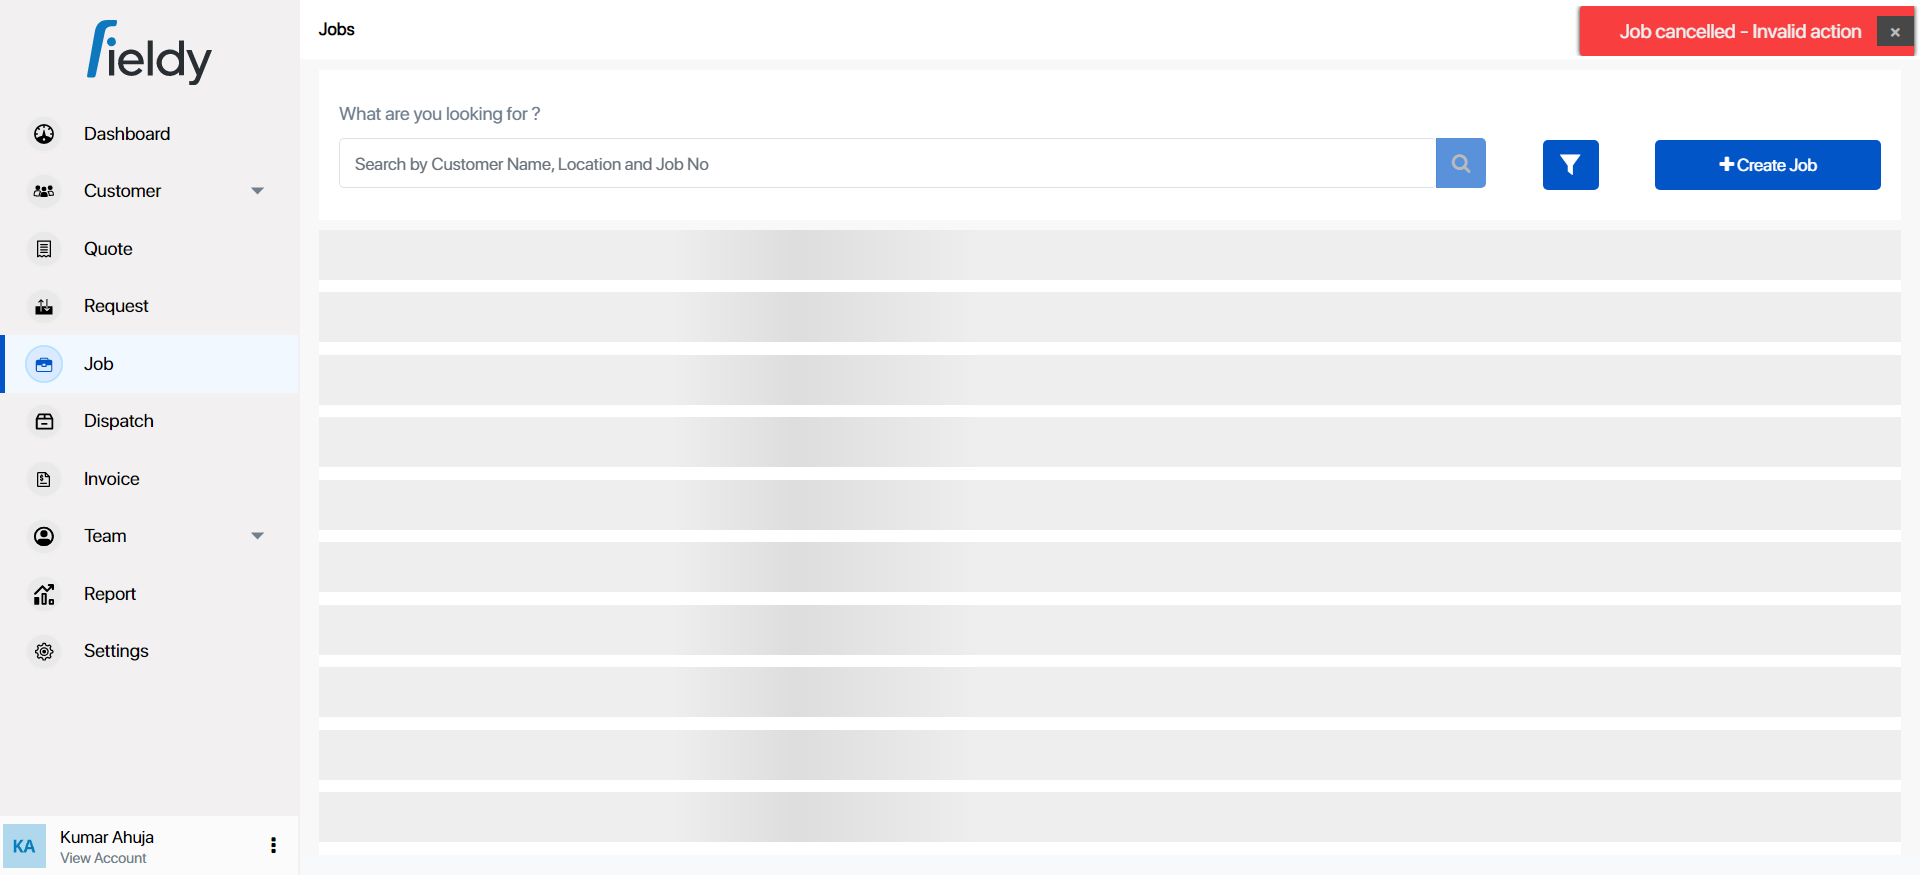 fieldy
Dashboard
Customer
Quote
Request
Job
Dispatch
Invoice
Team
Report
Settings
KA
Kumar Ahuja
View Account
Jobs
Job cancelled - Invalid action
×
What are you looking for ?
Search by Customer Name, Location and Job No
Create Job